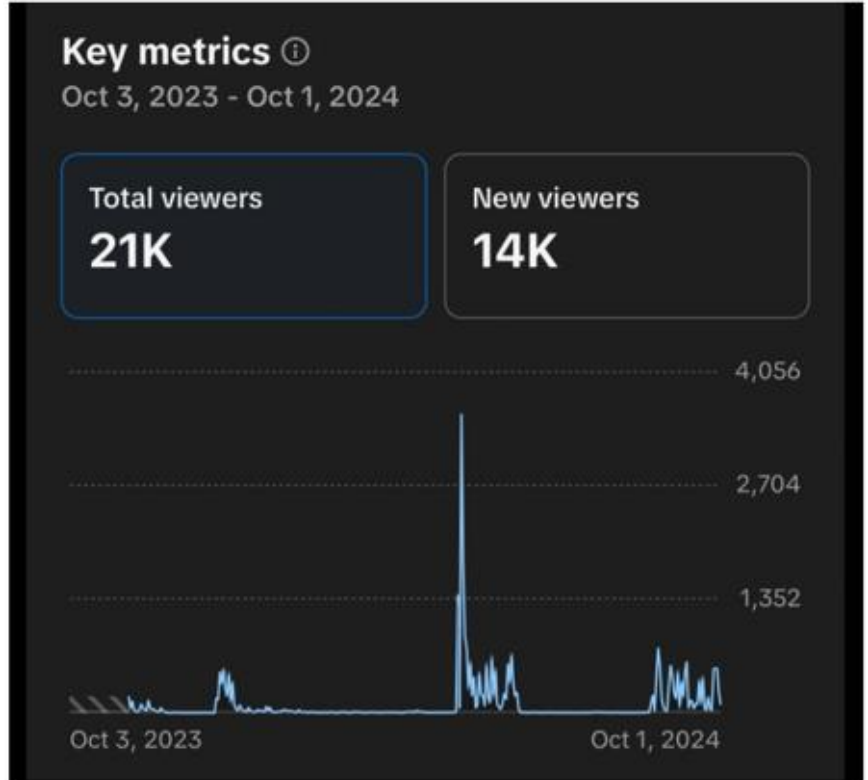 Key metrics
Oct 3, 2023 - Oct 1, 2024
Total viewers
21K
New viewers
14K
4,056
2,704
1,352
Oct 3, 2023
Oct 1, 2024